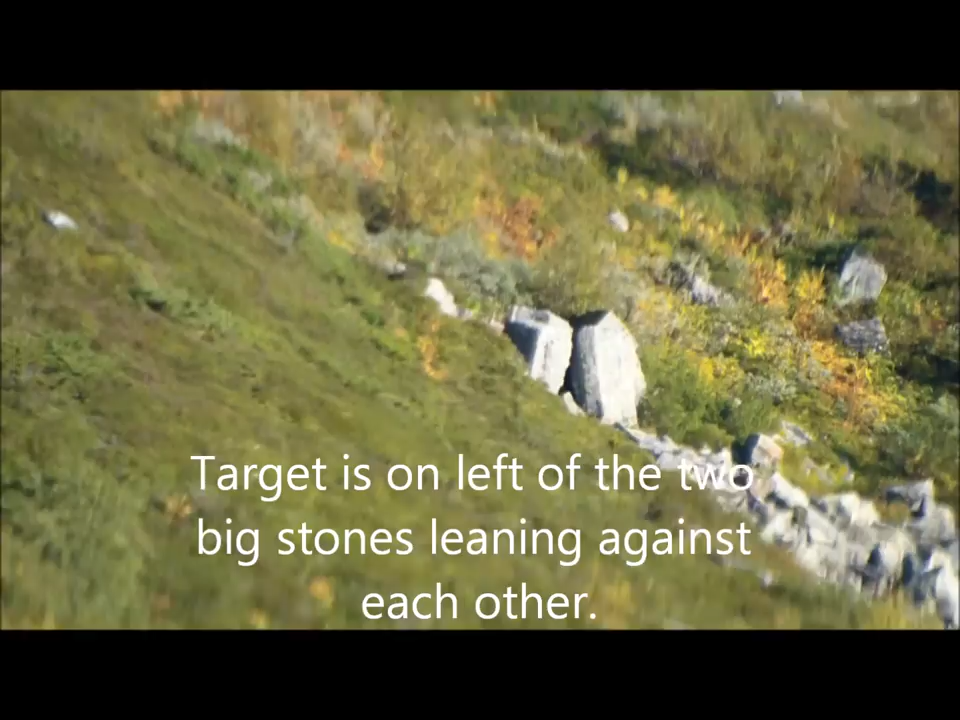 Target is on left of the two
big stones leaning against
each other.